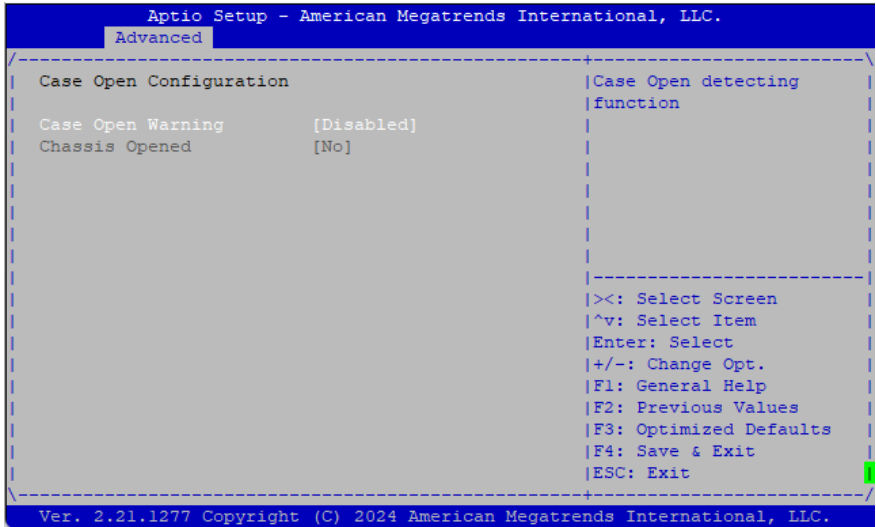 Aptio Setup - American Megatrends International, LLC.
Advanced
Case Open Configuration
Case Open detecting function
Case Open Warning [Disabled]
Chassis Opened [No]
><: Select Screen
^v: Select Item
Enter: Select
+/-: Change Opt.
F1: General Help
F2: Previous Values
F3: Optimized Defaults
F4: Save & Exit
ESC: Exit
Ver. 2.21.1277 Copyright (C) 2024 American Megatrends International, LLC.